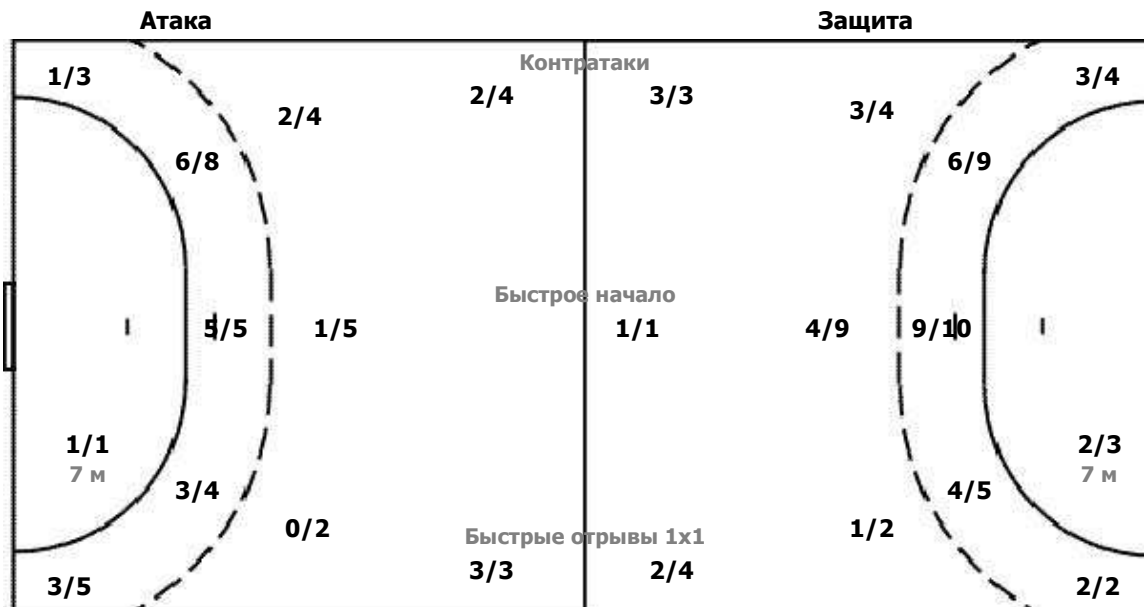 Атака Защита
Контратаки
1/3 3/4
2/4 2/4 3/3 3/4
6/8 6/9
Быстрое начало
5/5 1/5 1/1 4/9 9/10
1/1 2/3
7 м 7 м
3/4 4/5
0/2 Быстрые отрывы 1x1 1/2
3/5 3/3 2/4 2/2